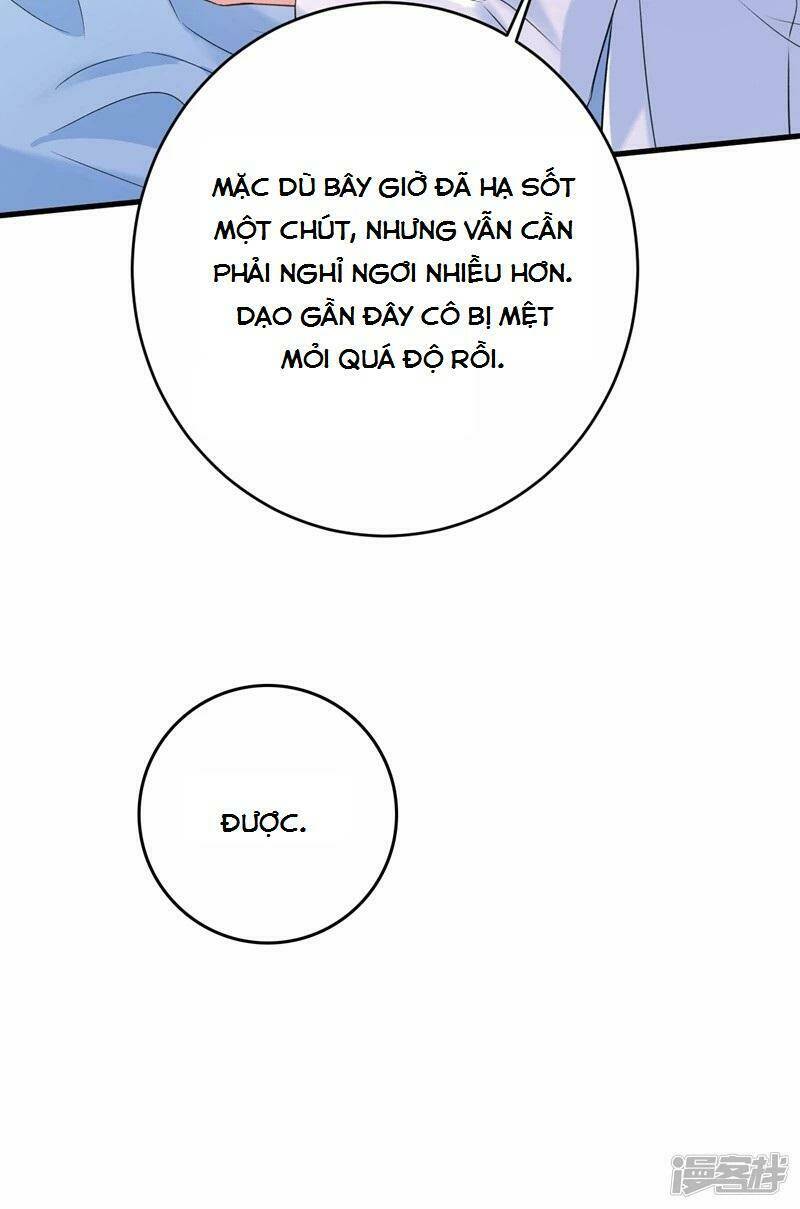 MẶC DÙ BÂY GIỜ ĐÃ HẠ SỐT
MỘT CHÚT, NHƯNG VẪN CẦN
PHẢI NGHỈ NGƠI NHIỀU HƠN.
DẠO GẦN ĐÂY CÔ BỊ MỆT
MỎI QUÁ ĐỘ RỒI.
ĐƯỢC.
漫客栈